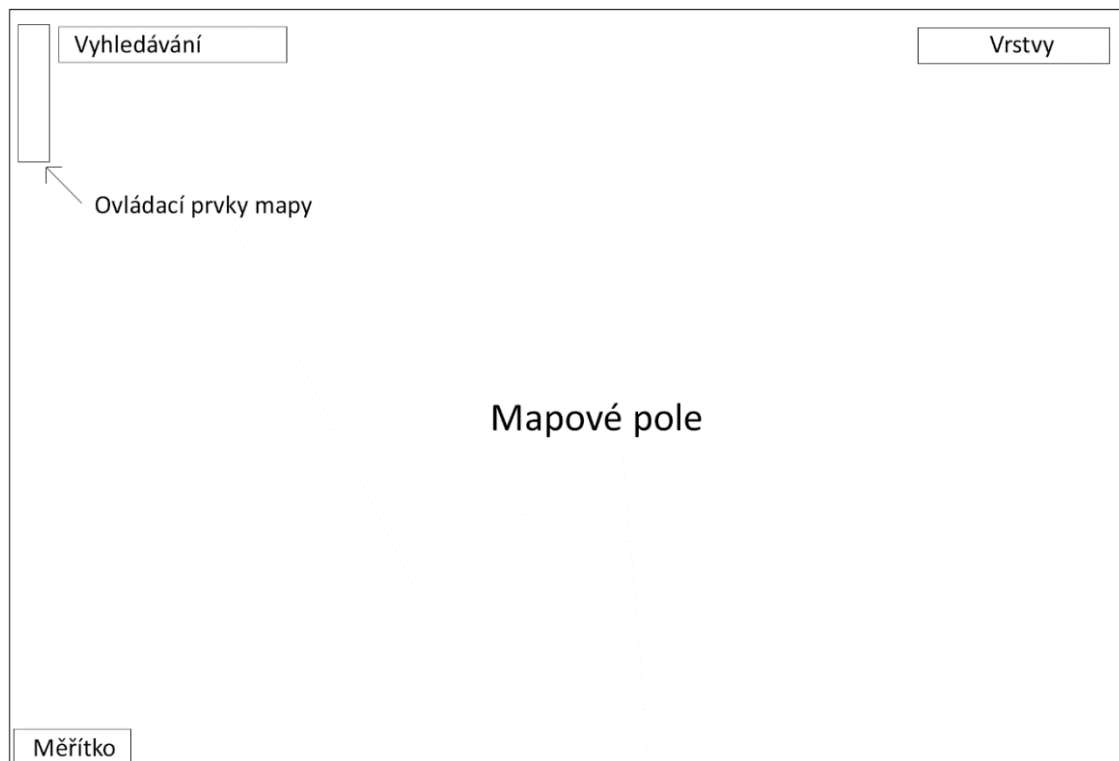 Vyhledávání
Vrstvy
Ovládací prvky mapy
Mapové pole
Měřítko